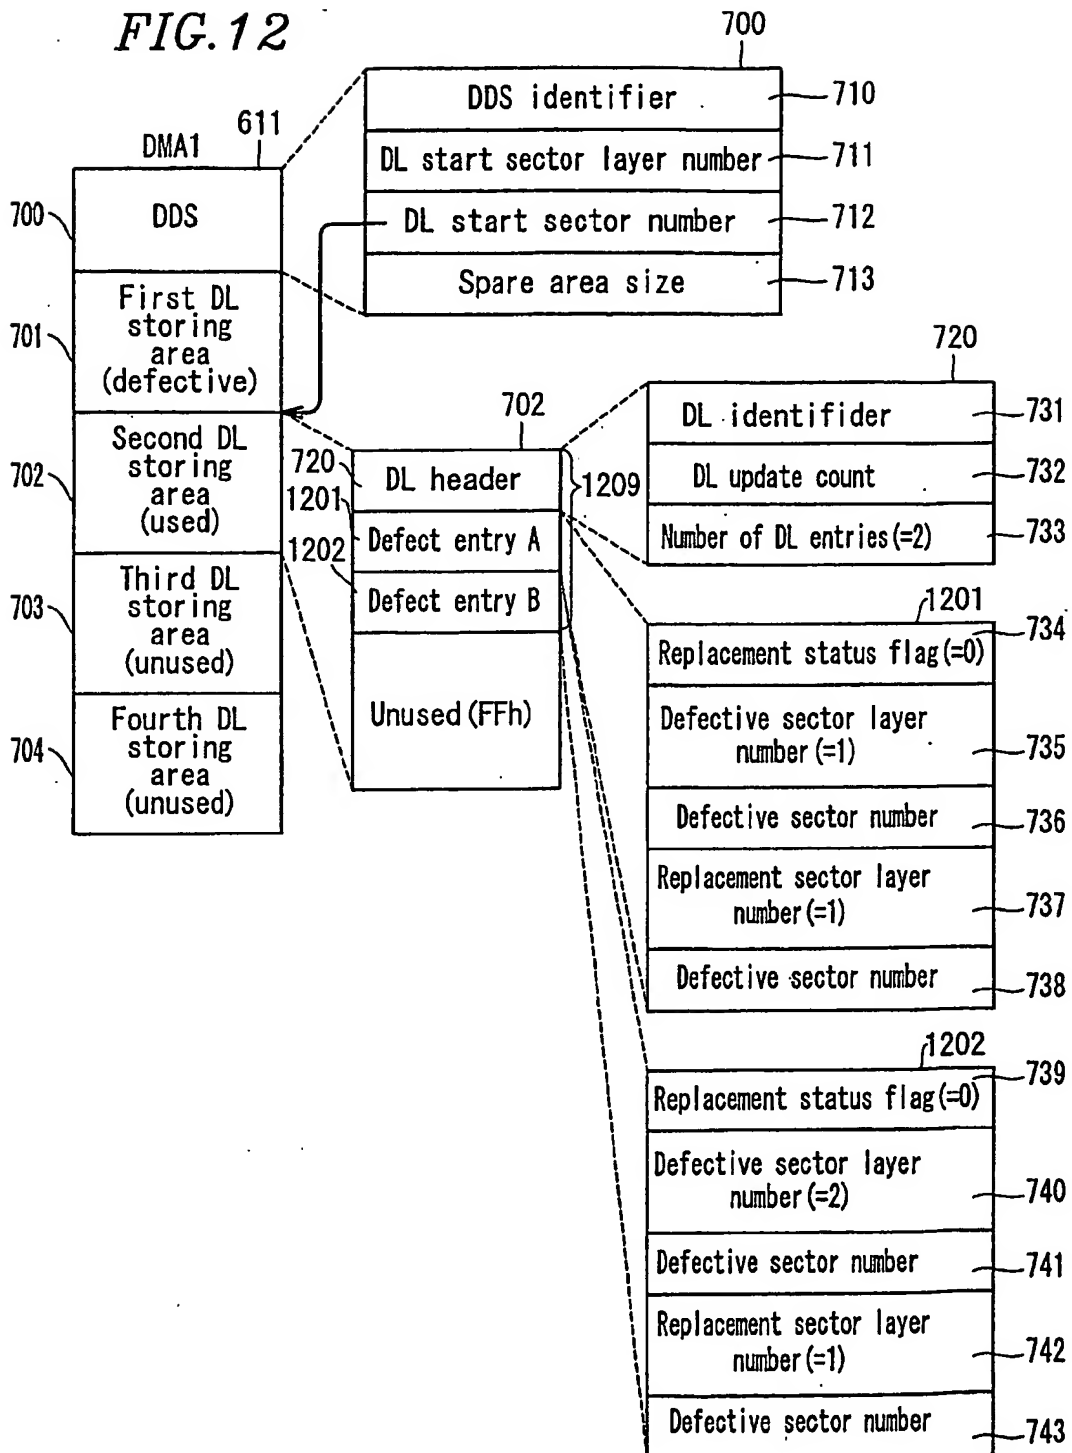 FIG.12
700
DDS identifier
710
DL start sector layer number
711
DL start sector number
712
Spare area size
713
DMA1
611
DDS
700
First DL
storing
area
(defective)
701
Second DL
storing
area
(used)
702
Third DL
storing
area
(unused)
703
Fourth DL
storing
area
(unused)
704
702
720
DL header
1209
1201
Defect entry A
1202
Defect entry B
Unused(FFh)
720
DL identifider
731
DL update count
732
Number of DL entries(=2)
733
1201
734
Replacement status flag(=0)
Defective sector layer
number(=1)
735
Defective sector number
736
Replacement sector layer
number(=1)
737
Defective sector number
738
1202
739
Replacement status flag(=0)
Defective sector layer
number(=2)
740
Defective sector number
741
Replacement sector layer
number(=1)
742
Defective sector number
743